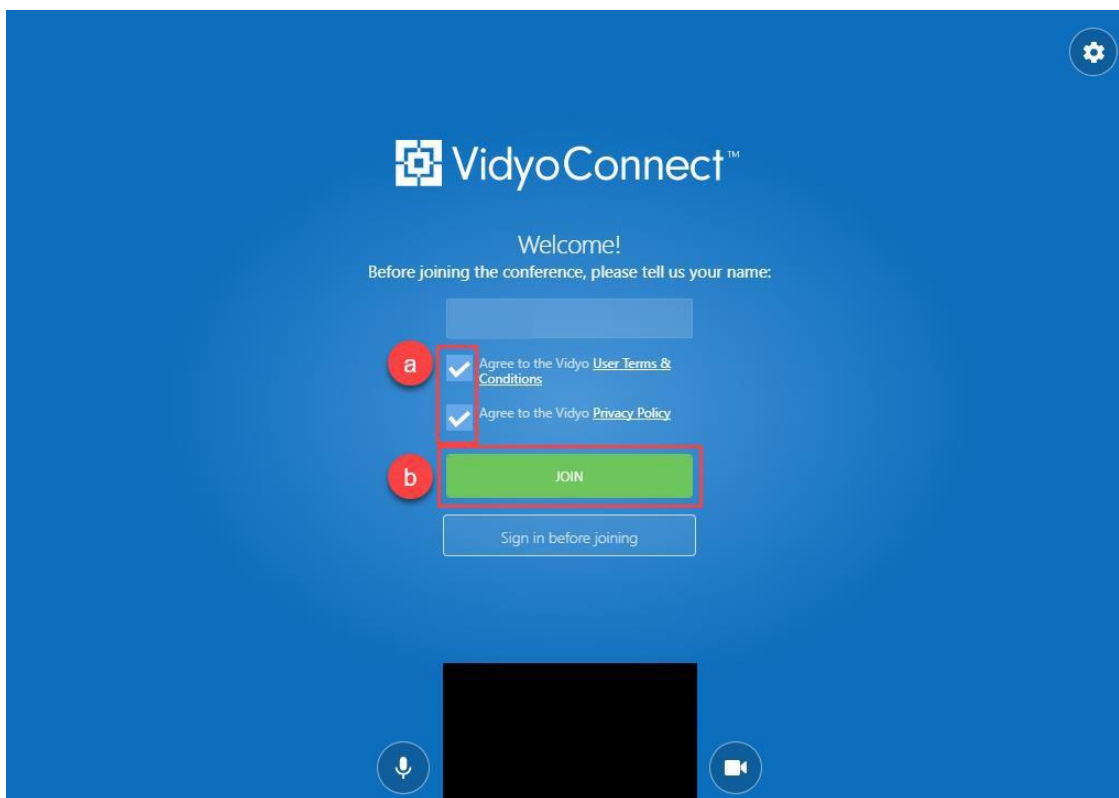 VidyoConnect™
Welcome!
Before joining the conference, please tell us your name:
a
Agree to the Vidyo User Terms &
Conditions
Agree to the Vidyo Privacy Policy
b
JOIN
Sign in before joining